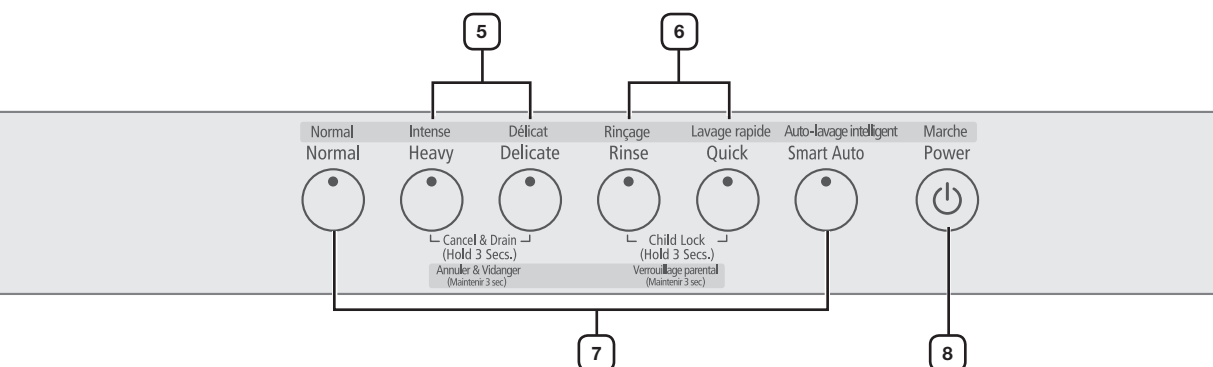 5 6
Normal Intense Délicat Rinçage Lavage rapide Auto-lavage intelligent Marche
Normal Heavy Delicate Rinse Quick Smart Auto Power
Cancel & Drain Child Lock
(Hold 3 Secs.) (Hold 3 Secs.)
Annuler & Vidanger Verrouillage parental
(Maintenir 3 sec) (Maintenir 3 sec)
7 8